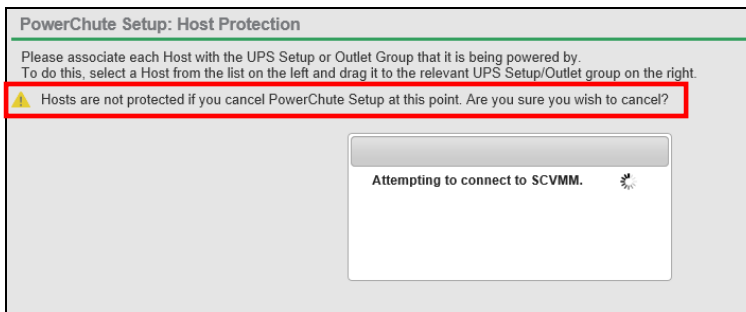 PowerChute Setup: Host Protection
Please associate each Host with the UPS Setup or Outlet Group that it is being powered by.
To do this, select a Host from the list on the left and drag it to the relevant UPS Setup/Outlet group on the right.
Hosts are not protected if you cancel PowerChute Setup at this point. Are you sure you wish to cancel?
Attempting to connect to SCVMM.